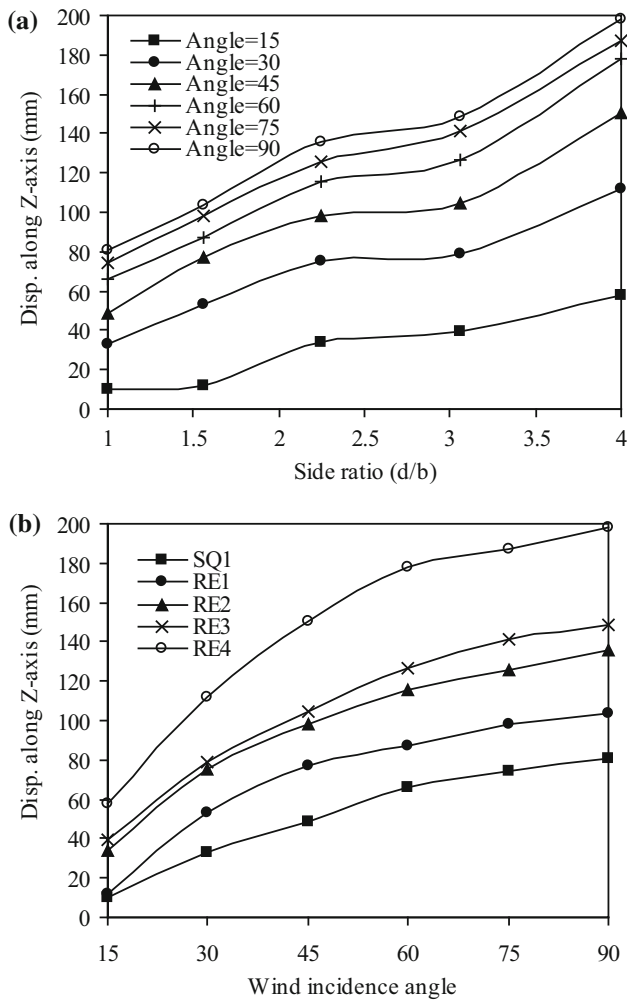 (a)
200
180
160
140
120
100
80
60
40
20
0
Disp. along Z-axis (mm)
Angle=15
Angle=30
Angle=45
Angle=60
Angle=75
Angle=90
1
1.5
2
2.5
3
3.5
4
Side ratio (d/b)
(b)
200
180
160
140
120
100
80
60
40
20
0
Disp. along Z-axis (mm)
SQ1
RE1
RE2
RE3
RE4
15
30
45
60
75
90
Wind incidence angle